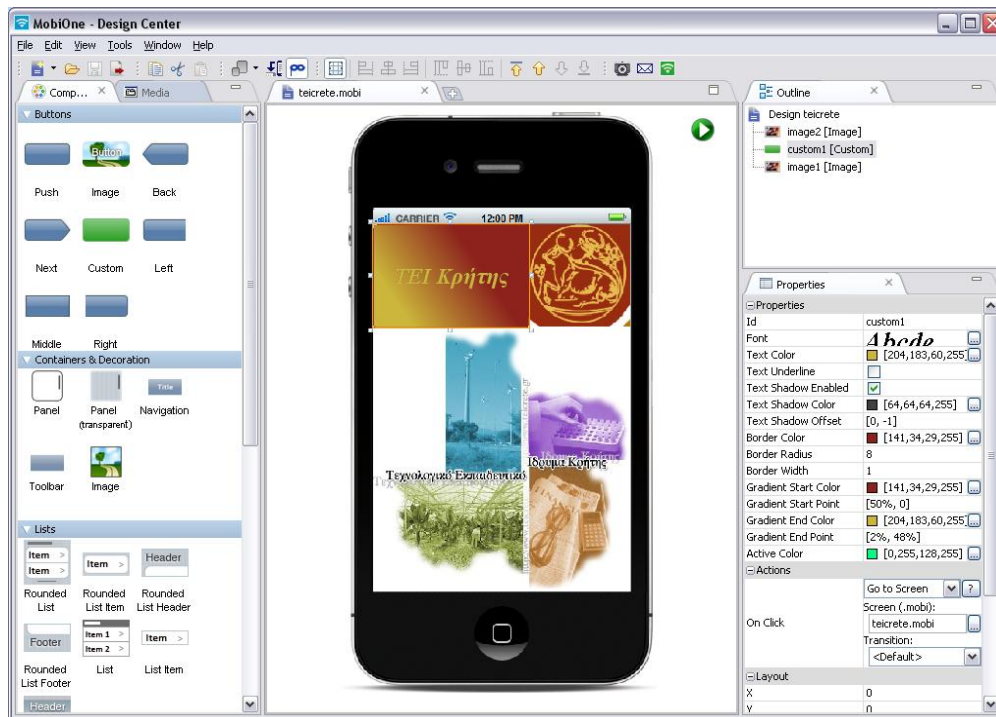 MobiOne - Design Center
File Edit View Tools Window Help
Comp... Media
Buttons
Button
Push Image Back
Next Custom Left
Middle Right
Containers & Decoration
Title
Panel Panel (transparent) Navigation
Toolbar Image
Lists
Item >
Item >
Item >
Header
Rounded List
Rounded List Item
Rounded List Header
Footer
Item 1 >
Item 2 >
Item >
Rounded List Footer
List
List Item
Header
teicrete.mobi
CARRIER 12:00 PM
ΤΕΙ Κρήτης
Τεχνολογικό Εκπαιδευτικό
Ίδρυμα Κρήτης
Outline
Design teicrete
image2 [Image]
custom1 [Custom]
image1 [Image]
Properties
Properties
Id custom1
Font Abcde
Text Color [204,183,60,255]
Text Underline
Text Shadow Enabled
Text Shadow Color [64,64,64,255]
Text Shadow Offset [0, -1]
Border Color [141,34,29,255]
Border Radius 8
Border Width 1
Gradient Start Color [141,34,29,255]
Gradient Start Point [50%, 0]
Gradient End Color [204,183,60,255]
Gradient End Point [2%, 48%]
Active Color [0,255,128,255]
Actions
On Click
Go to Screen ?
Screen (.mobi):
teicrete.mobi
Transition:
<Default>
Layout
X 0
Y 0